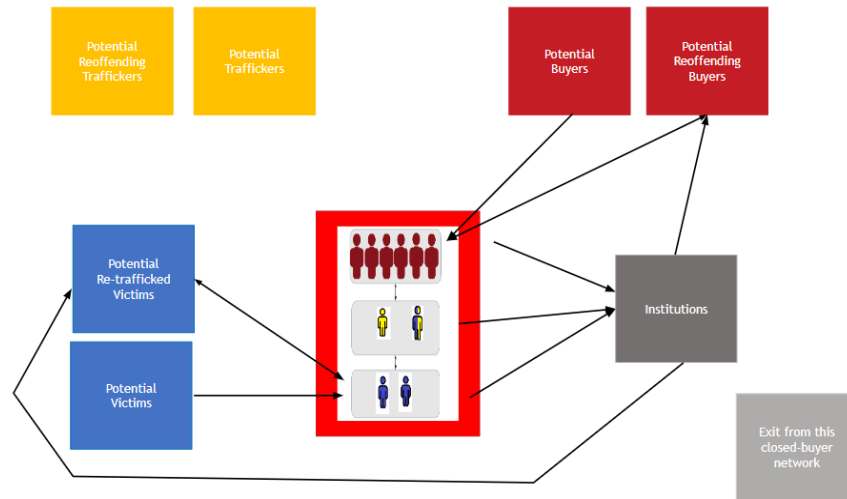 Potential
Reoffending
Traffickers
Potential
Traffickers
Potential
Buyers
Potential
Reoffending
Buyers
Potential
Re-trafficked
Victims
Institutions
Potential
Victims
Exit from this
closed-buyer
network